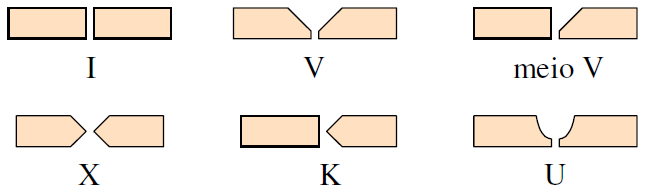 I V meio V
X K U